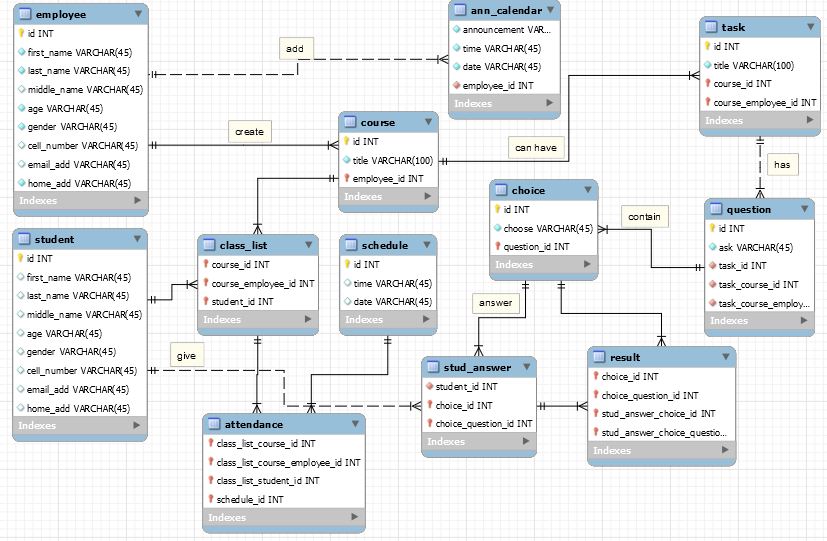 employee
id INT
first_name VARCHAR(45)
last_name VARCHAR(45)
middle_name VARCHAR(45)
age VARCHAR(45)
gender VARCHAR(45)
cell_number VARCHAR(45)
email_add VARCHAR(45)
home_add VARCHAR(45)
Indexes
add
ann_calendar
announcement VAR...
time VARCHAR(45)
date VARCHAR(45)
employee_id INT
Indexes
task
id INT
title VARCHAR(100)
course_id INT
course_employee_id INT
Indexes
create
course
id INT
title VARCHAR(100)
employee_id INT
Indexes
can have
has
choice
id INT
choose VARCHAR(45)
question_id INT
Indexes
contain
question
id INT
ask VARCHAR(45)
task_id INT
task_course_id INT
task_course_employ...
Indexes
student
id INT
first_name VARCHAR(45)
last_name VARCHAR(45)
middle_name VARCHAR(45)
age VARCHAR(45)
gender VARCHAR(45)
cell_number VARCHAR(45)
email_add VARCHAR(45)
home_add VARCHAR(45)
Indexes
class_list
course_id INT
course_employee_id INT
student_id INT
Indexes
schedule
id INT
time VARCHAR(45)
date VARCHAR(45)
Indexes
answer
give
stud_answer
student_id INT
choice_id INT
choice_question_id INT
Indexes
result
choice_id INT
choice_question_id INT
stud_answer_choice_id INT
stud_answer_choice_questio...
Indexes
attendance
class_list_course_id INT
class_list_course_employee_id INT
class_list_student_id INT
schedule_id INT
Indexes